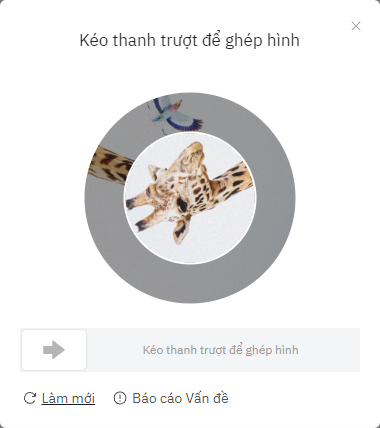 Kéo thanh trượt để ghép hình
Kéo thanh trượt để ghép hình
Làm mới
Báo cáo Vấn đề